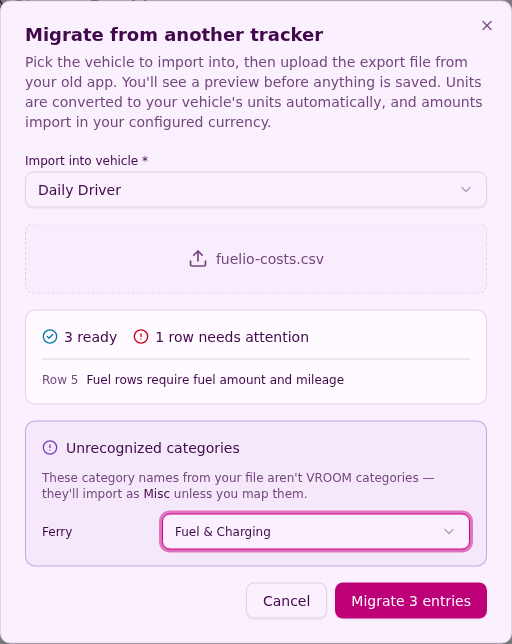 Migrate from another tracker
Pick the vehicle to import into, then upload the export file from
your old app. You'll see a preview before anything is saved. Units
are converted to your vehicle's units automatically, and amounts
import in your configured currency.
Import into vehicle *
Daily Driver
fuelio-costs.csv
3 ready 1 row needs attention
Row 5 Fuel rows require fuel amount and mileage
Unrecognized categories
These category names from your file aren't VROOM categories —
they'll import as Misc unless you map them.
Ferry Fuel & Charging
Cancel Migrate 3 entries